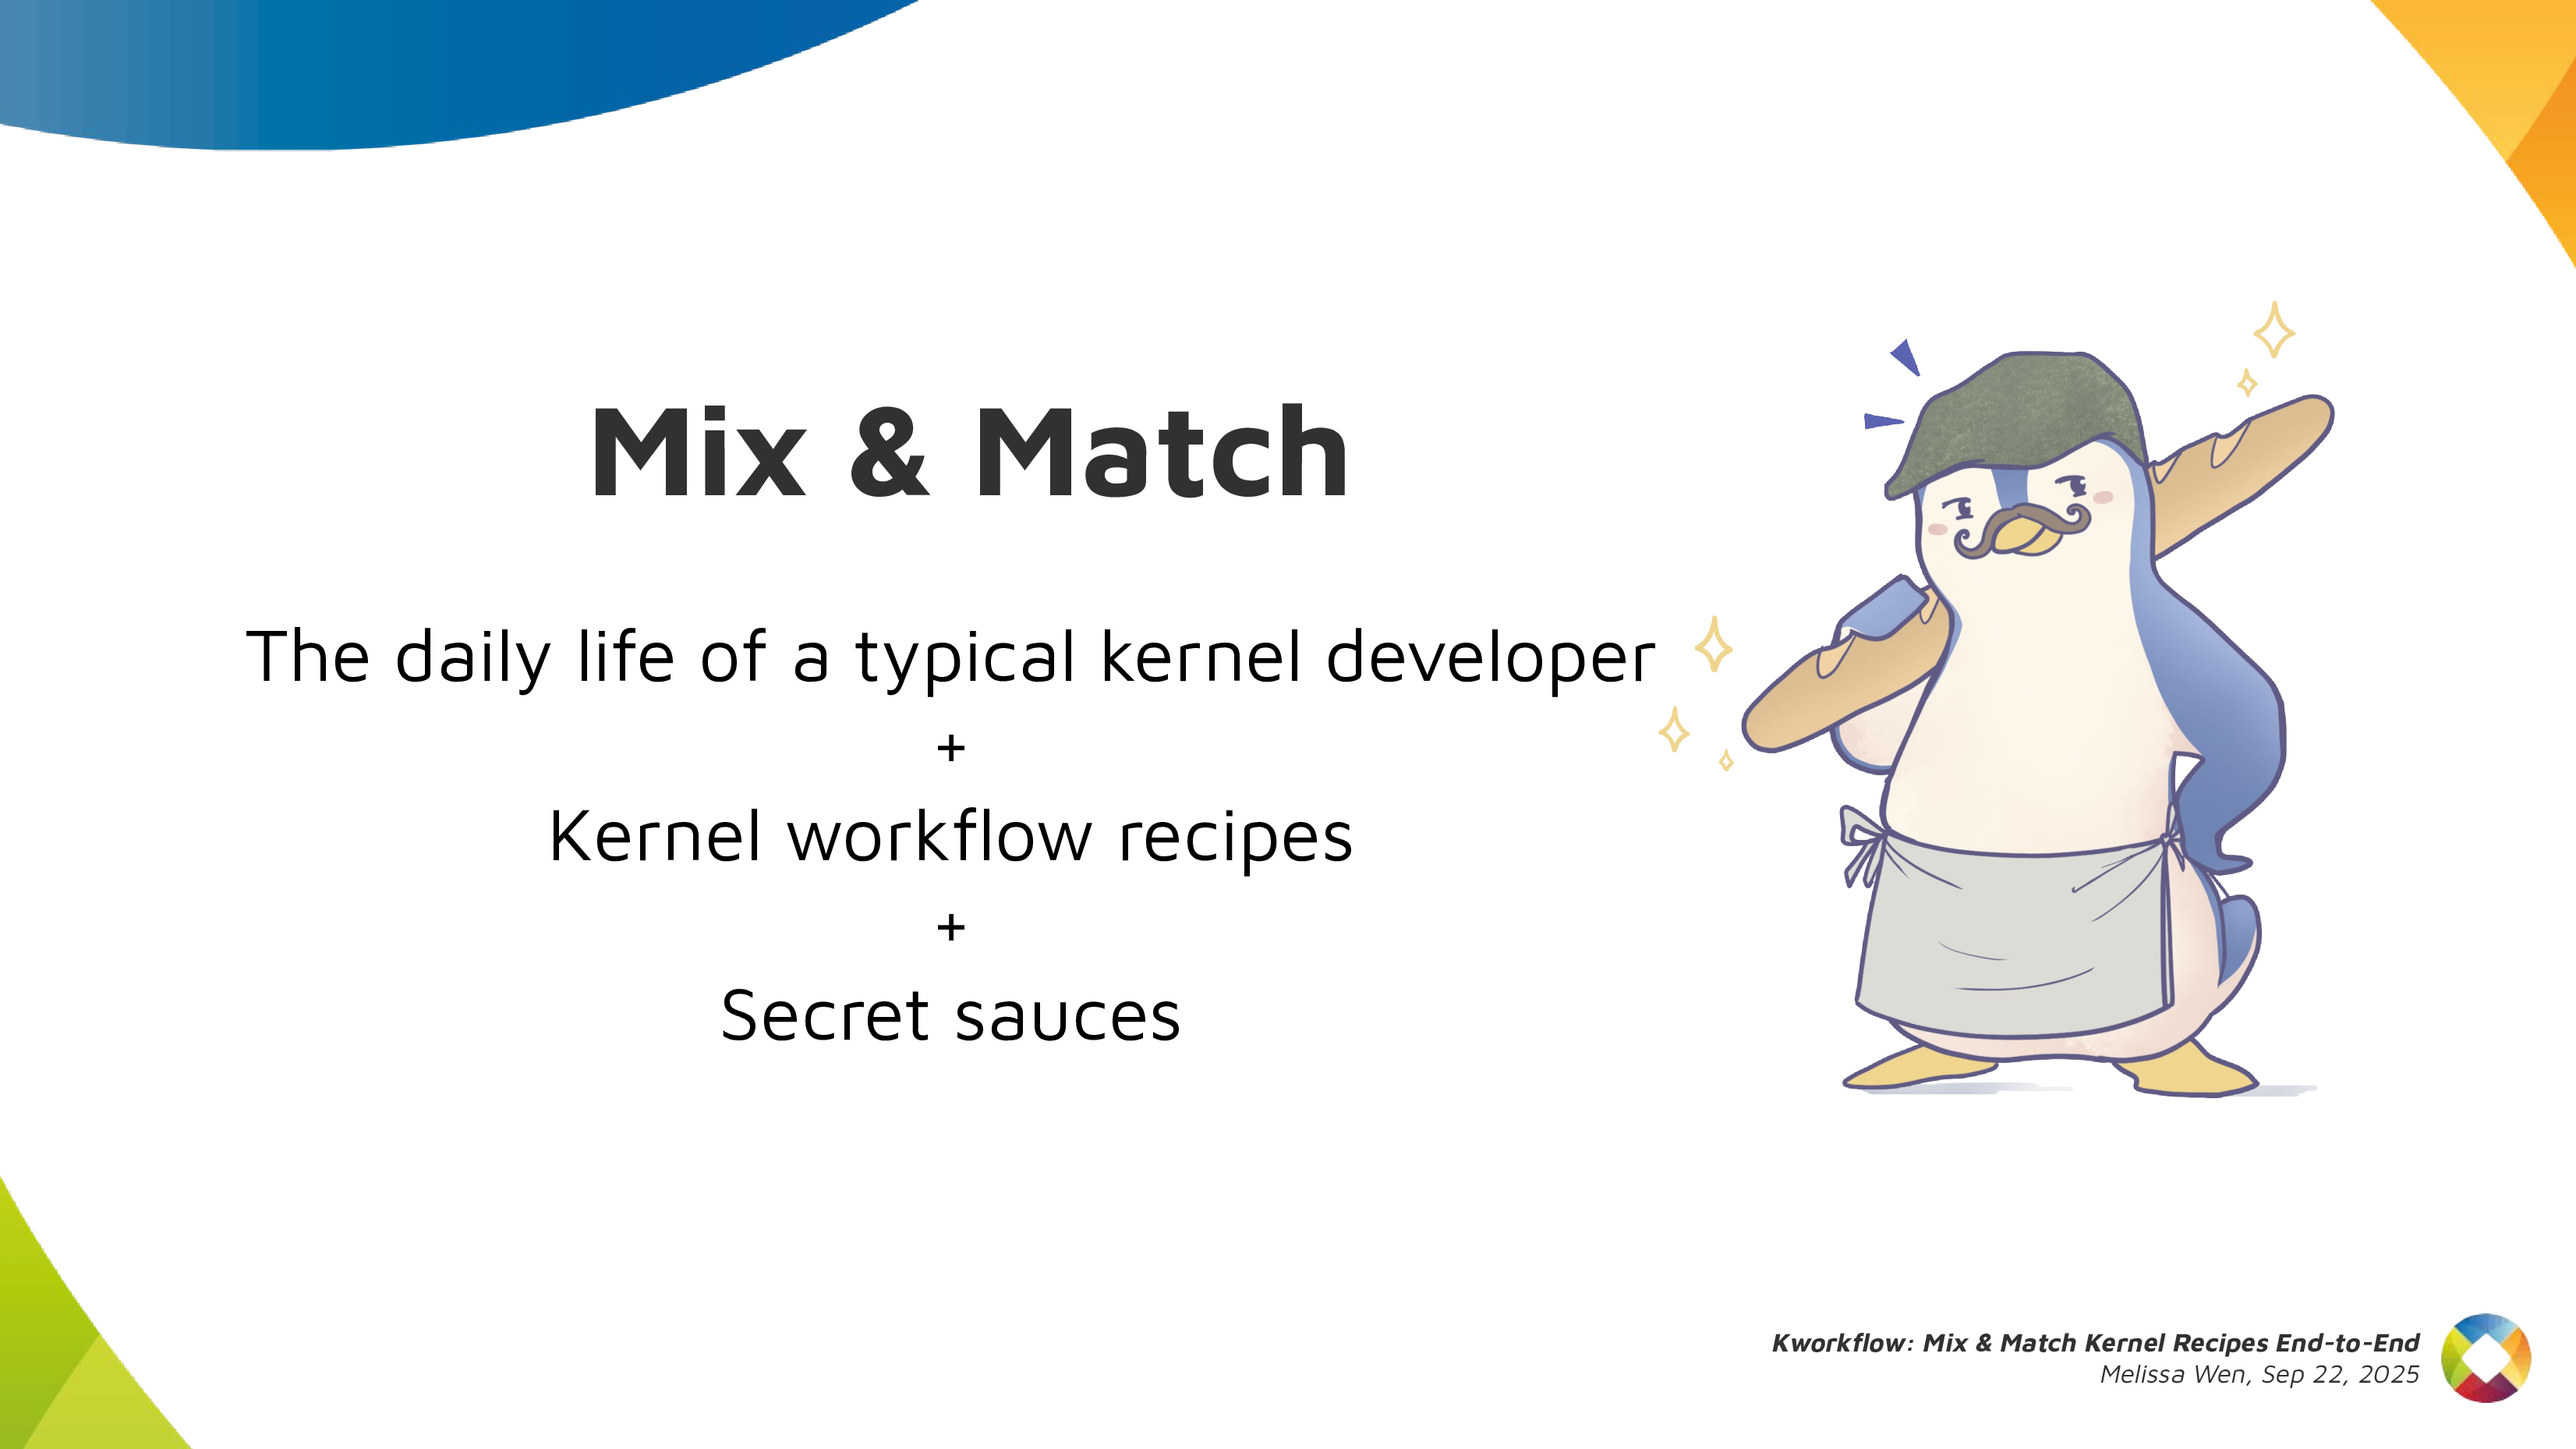 Mix & Match
The daily life of a typical kernel developer
+
Kernel workflow recipes
+
Secret sauces
Kworkflow: Mix & Match Kernel Recipes End-to-End
Melissa Wen, Sep 22, 2025